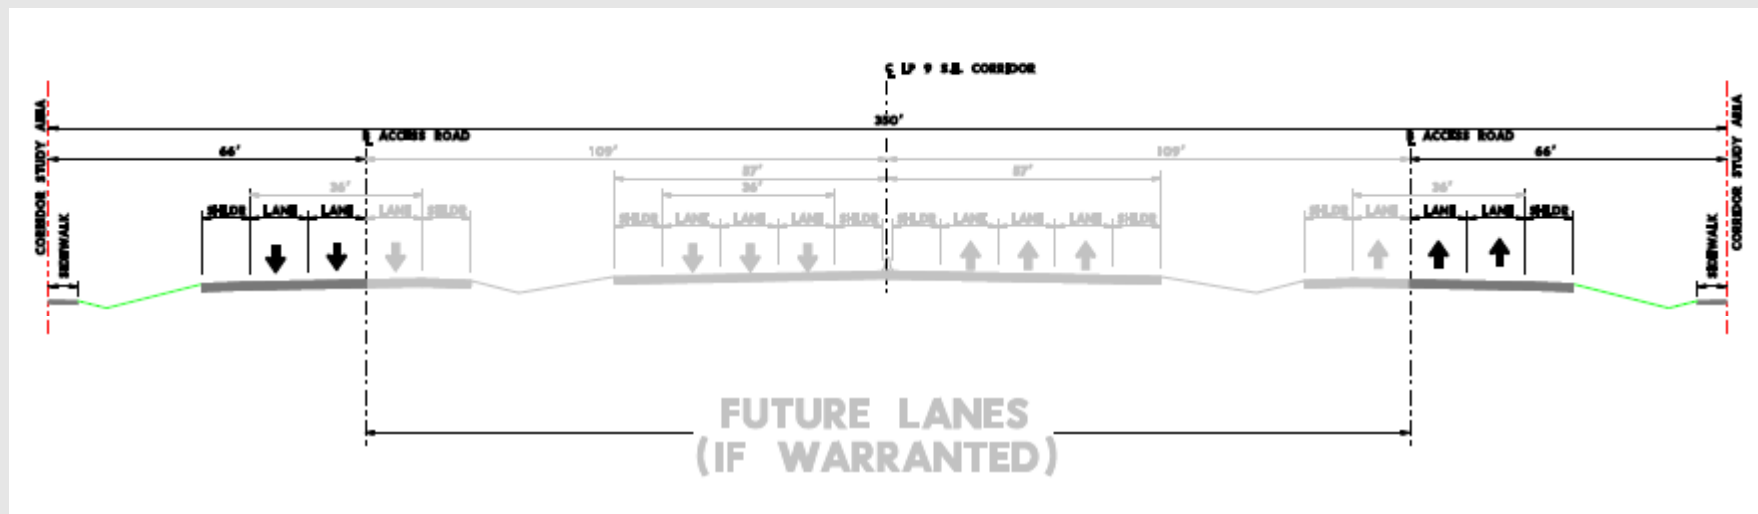 ℄ LP 9 S.E. CORRIDOR
350'
ACCESS ROAD
ACCESS ROAD
66'
109'
109'
66'
57'
57'
36'
36'
36'
SHLDR LANE LANE LANE SHLDR
SHLDR LANE LANE LANE SHLDR
SHLDR LANE LANE LANE SHLDR
SHLDR LANE LANE LANE SHLDR
CORRIDOR STUDY AREA
SIDEWALK
SIDEWALK
CORRIDOR STUDY AREA
FUTURE LANES
(IF WARRANTED)